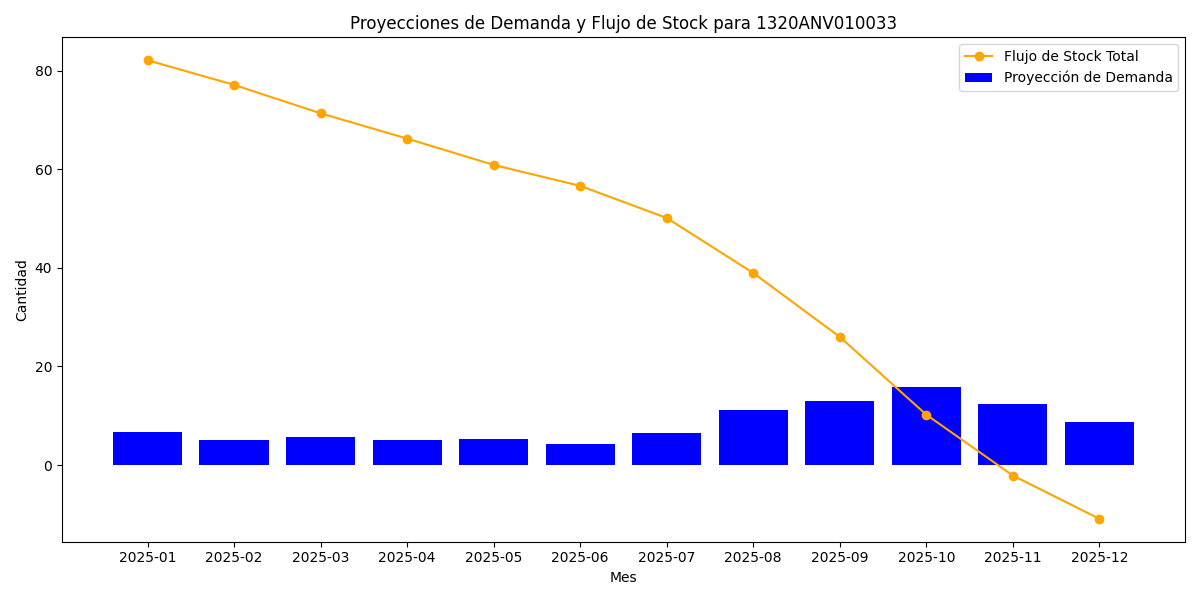 Proyecciones de Demanda y Flujo de Stock para 1320ANV010033
Flujo de Stock Total
Proyección de Demanda
Cantidad
80
60
40
20
0
2025-01 2025-02 2025-03 2025-04 2025-05 2025-06 2025-07 2025-08 2025-09 2025-10 2025-11 2025-12
Mes